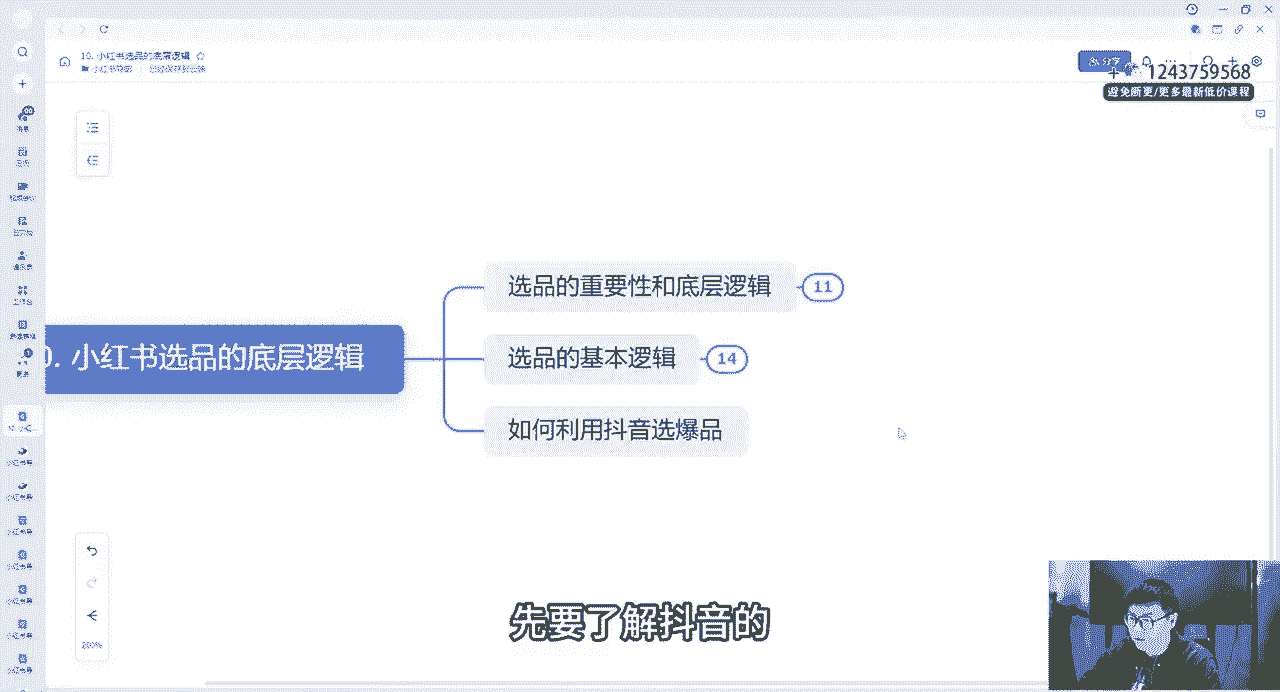 10. 小红书选品的底层逻辑
分享
1243759568
避免断更/更多最新低价课程
选品的重要性和底层逻辑
11
0. 小红书选品的底层逻辑
选品的基本逻辑
14
如何利用抖音选爆品
先要了解抖音的
200%